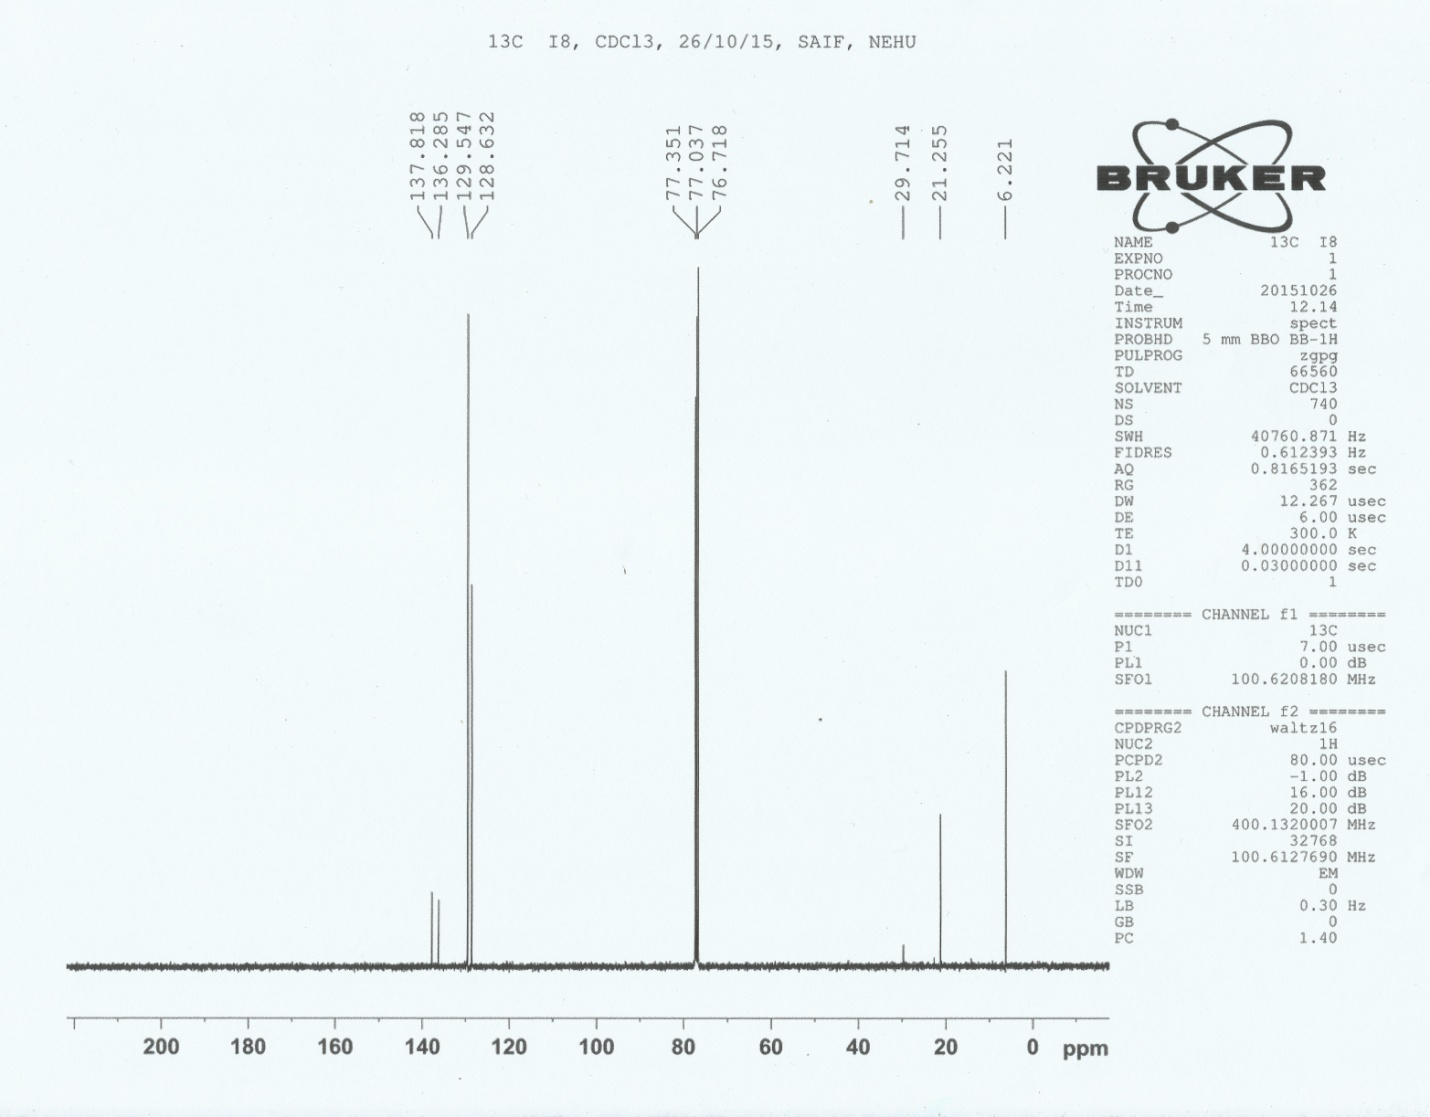 13C I8, CDCl3, 26/10/15, SAIF, NEHU
137.818
136.285
129.547
128.632
77.351
77.037
76.718
29.714
21.255
6.221
BRUKER
NAME 13C I8
EXPNO 1
PROCNO 1
Date_ 20151026
Time 12.14
INSTRUM spect
PROBHD 5 mm BBO BB-1H
PULPROG zgpg
TD 66560
SOLVENT CDCl3
NS 740
DS 0
SWH 40760.871 Hz
FIDRES 0.612393 Hz
AQ 0.8165193 sec
RG 362
DW 12.267 usec
DE 6.00 usec
TE 300.0 K
D1 4.00000000 sec
D11 0.03000000 sec
TD0 1
======== CHANNEL f1 ========
NUC1 13C
P1 7.00 usec
PL1 0.00 dB
SFO1 100.6208180 MHz
======== CHANNEL f2 ========
CPDPRG2 waltz16
NUC2 1H
PCPD2 80.00 usec
PL2 -1.00 dB
PL12 16.00 dB
PL13 20.00 dB
SFO2 400.1320007 MHz
SI 32768
SF 100.6127690 MHz
WDW EM
SSB 0
LB 0.30 Hz
GB 0
PC 1.40
200 180 160 140 120 100 80 60 40 20 0 ppm